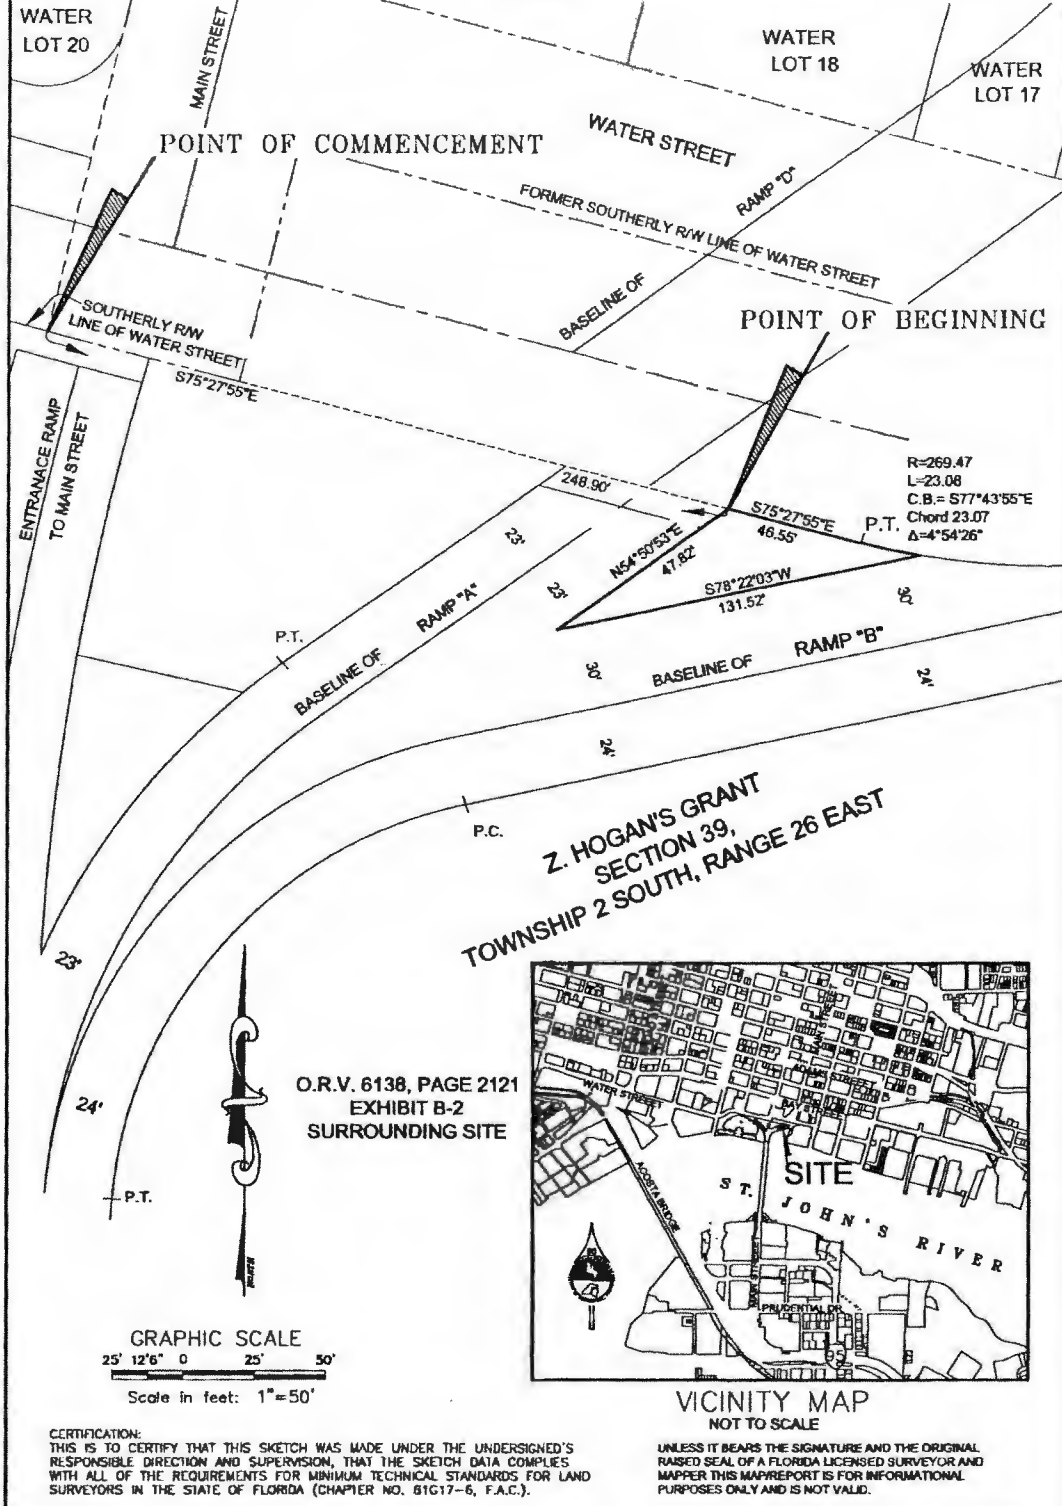 WATER
LOT 20
MAIN STREET
WATER
LOT 18
WATER
LOT 17
POINT OF COMMENCEMENT
WATER STREET
RAMP "D"
FORMER SOUTHERLY R/W LINE OF WATER STREET
BASELINE OF
POINT OF BEGINNING
SOUTHERLY R/W
LINE OF WATER STREET
S75°27'55"E
ENTRANACE RAMP
TO MAIN STREET
248.90'
R=269.47
L=23.08
C.B.= S77°43'55"E
Chord 23.07
Δ=4°54'26"
S75°27'55"E
46.55'
P.T.
N54°50'53"E
47.82'
S78°22'03"W
131.52'
23'
23'
30'
RAMP "A"
BASELINE OF
P.T.
RAMP "B"
BASELINE OF
30'
24'
24'
P.C.
Z. HOGAN'S GRANT
SECTION 39,
TOWNSHIP 2 SOUTH, RANGE 26 EAST
23'
24'
P.T.
O.R.V. 6138, PAGE 2121
EXHIBIT B-2
SURROUNDING SITE
MAIN STREET
ADAMS STREET
WATER STREET
BAY STREET
SITE
ACOSTA BRIDGE
ST. JOHN'S RIVER
MAIN STREET
PRUDENTIAL DR
GRAPHIC SCALE
25' 12'6" 0 25' 50'
Scale in feet: 1"=50'
VICINITY MAP
NOT TO SCALE
CERTIFICATION:
THIS IS TO CERTIFY THAT THIS SKETCH WAS MADE UNDER THE UNDERSIGNED'S
RESPONSIBLE DIRECTION AND SUPERVISION, THAT THE SKETCH DATA COMPLIES
WITH ALL OF THE REQUIREMENTS FOR MINIMUM TECHNICAL STANDARDS FOR LAND
SURVEYORS IN THE STATE OF FLORIDA (CHAPTER NO. 61G17-6, F.A.C.).
UNLESS IT BEARS THE SIGNATURE AND THE ORIGINAL
RAISED SEAL OF A FLORIDA LICENSED SURVEYOR AND
MAPPER THIS MAP/REPORT IS FOR INFORMATIONAL
PURPOSES ONLY AND IS NOT VALID.